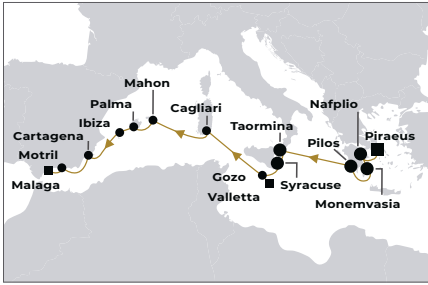 Mahon
Palma
Ibiza
Cagliari
Nafplio
Cartagena
Taormina
Pilos
Piraeus
Motril
Malaga
Gozo
Syracuse
Valletta
Monemvasia